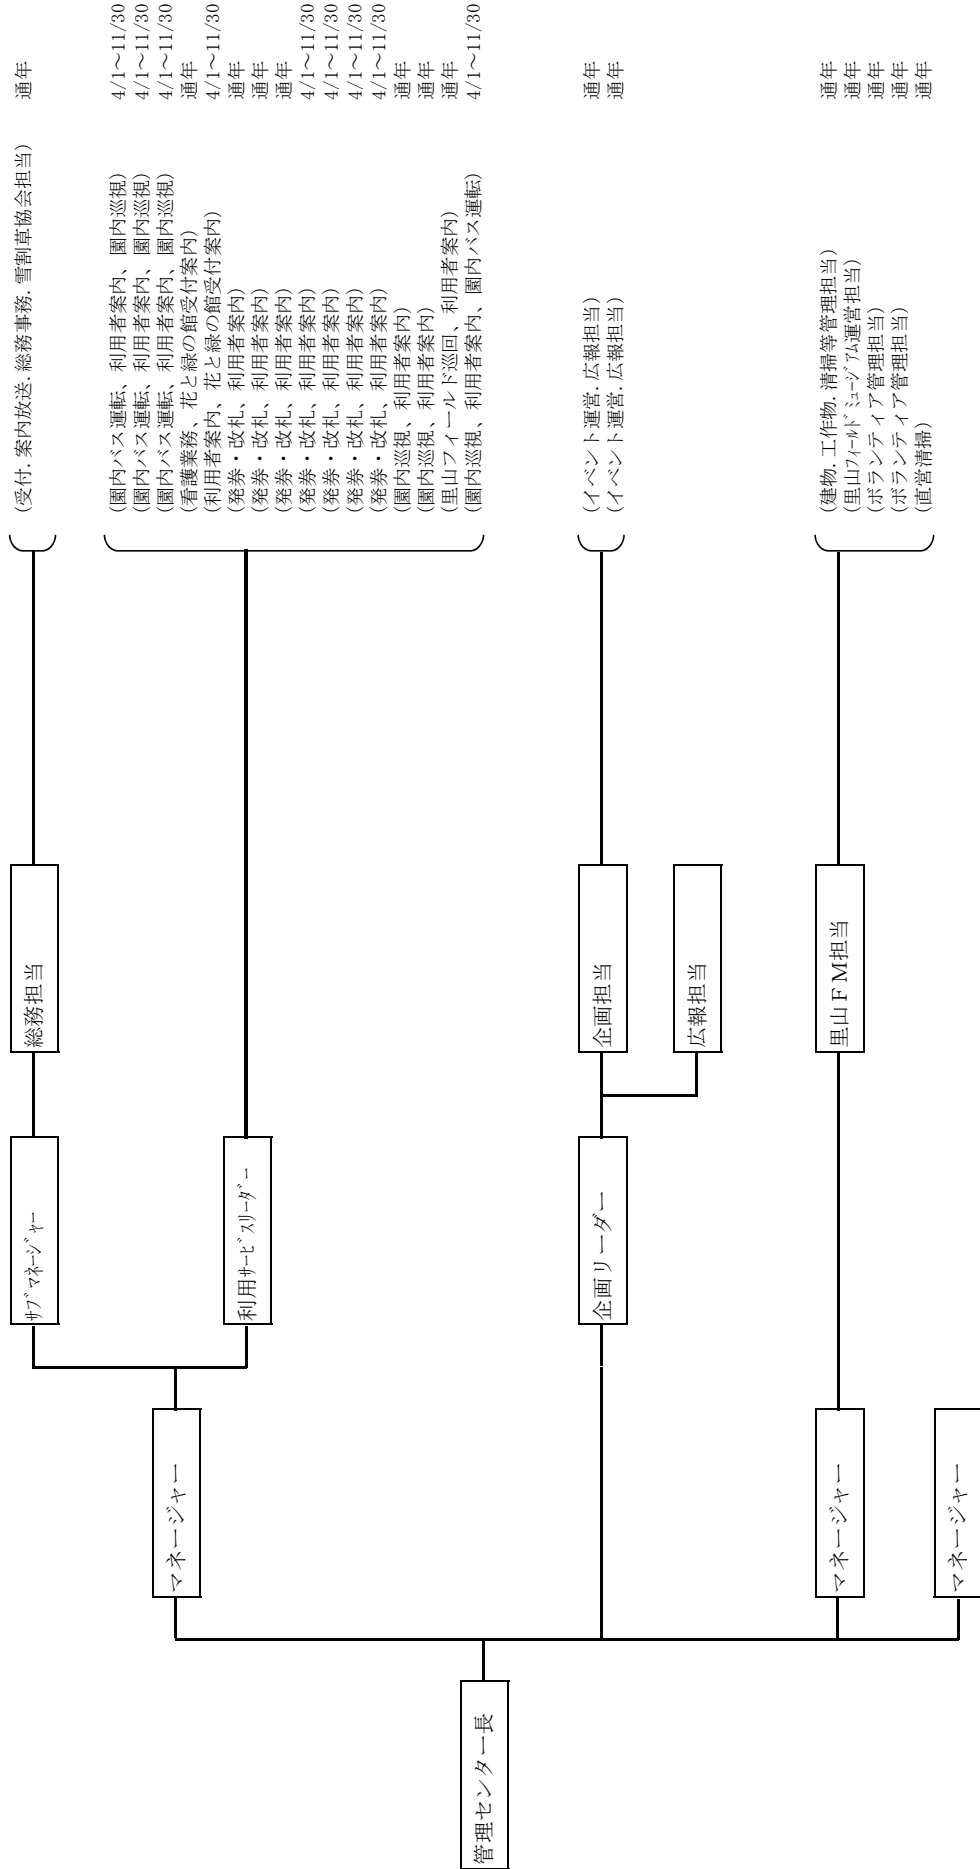 ｻﾌﾞﾏﾈｰｼﾞｬｰ 総務担当 (受付. 案内放送. 総務事務. 雪割草協会担当) 通年
(園内バス運転、利用者案内、園内巡視) 4/1～11/30
(園内バス運転、利用者案内、園内巡視) 4/1～11/30
マネージャー (園内バス運転、利用者案内、園内巡視) 4/1～11/30
(看護業務、花と緑の館受付案内) 通年
(利用者案内、花と緑の館受付案内) 4/1～11/30
利用ｻｰﾋﾞｽﾘｰﾀﾞｰ (発券・改札、利用者案内) 通年
(発券・改札、利用者案内) 通年
(発券・改札、利用者案内) 通年
(発券・改札、利用者案内) 4/1～11/30
(発券・改札、利用者案内) 4/1～11/30
(発券・改札、利用者案内) 4/1～11/30
(発券・改札、利用者案内) 4/1～11/30
(園内巡視、利用者案内) 通年
(園内巡視、利用者案内) 通年
(里山フィールド巡回、利用者案内) 通年
管理センター長 (園内巡視、利用者案内、園内バス運転) 4/1～11/30
企画リーダー 企画担当 (イベント運営. 広報担当) 通年
(イベント運営. 広報担当) 通年
広報担当
マネージャー 里山ＦＭ担当 (建物. 工作物. 清掃等管理担当) 通年
(里山ﾌｨｰﾙﾄﾞﾐｭｰｼﾞｱﾑ運営担当) 通年
(ボランティア管理担当) 通年
(ボランティア管理担当) 通年
(直営清掃) 通年
マネージャー